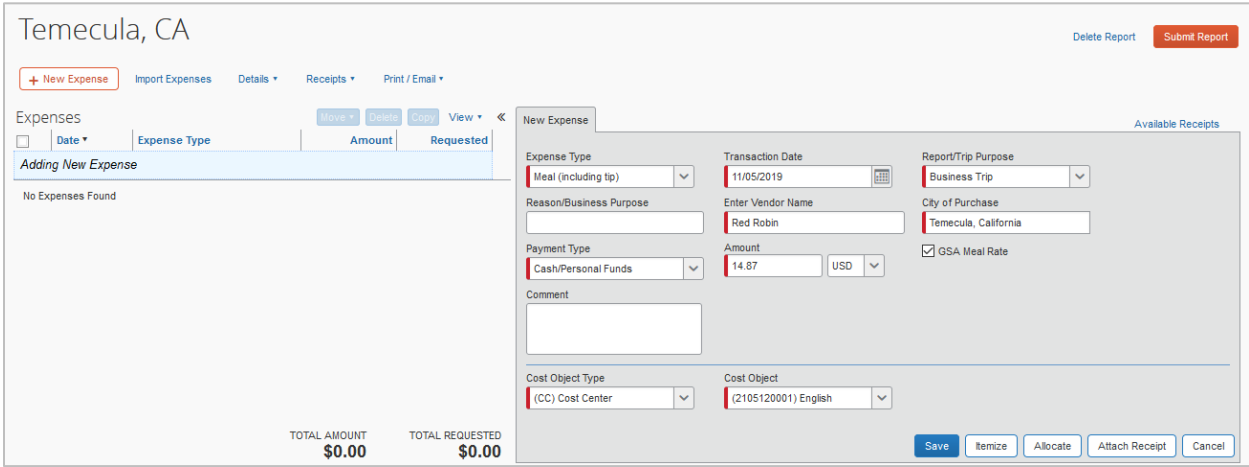 Temecula, CA
Delete Report
Submit Report
+ New Expense
Import Expenses
Details
Receipts
Print / Email
Expenses
Move
Delete
Copy
View
Date
Expense Type
Amount
Requested
Adding New Expense
No Expenses Found
TOTAL AMOUNT
$0.00
TOTAL REQUESTED
$0.00
New Expense
Available Receipts
Expense Type
Meal (including tip)
Transaction Date
11/05/2019
Report/Trip Purpose
Business Trip
Reason/Business Purpose
Enter Vendor Name
Red Robin
City of Purchase
Temecula, California
Payment Type
Cash/Personal Funds
Amount
14.87
USD
GSA Meal Rate
Comment
Cost Object Type
(CC) Cost Center
Cost Object
(2105120001) English
Save
Itemize
Allocate
Attach Receipt
Cancel